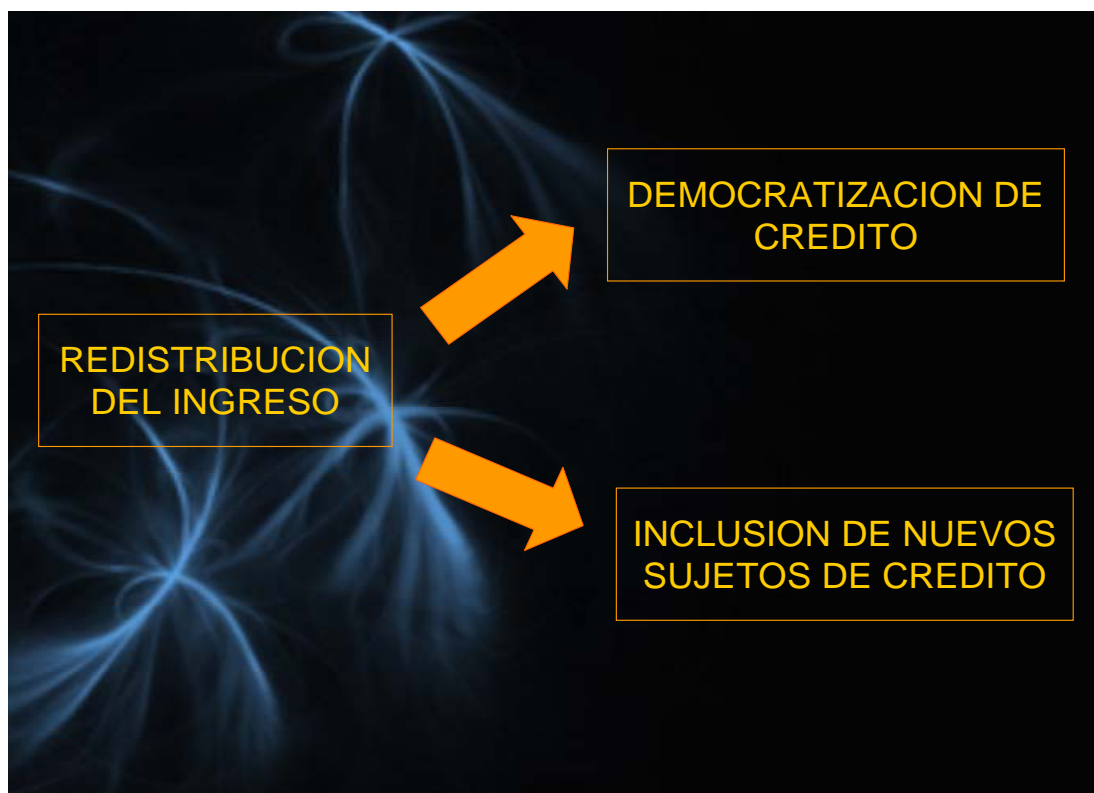 REDISTRIBUCION
DEL INGRESO
DEMOCRATIZACION DE
CREDITO
INCLUSION DE NUEVOS
SUJETOS DE CREDITO